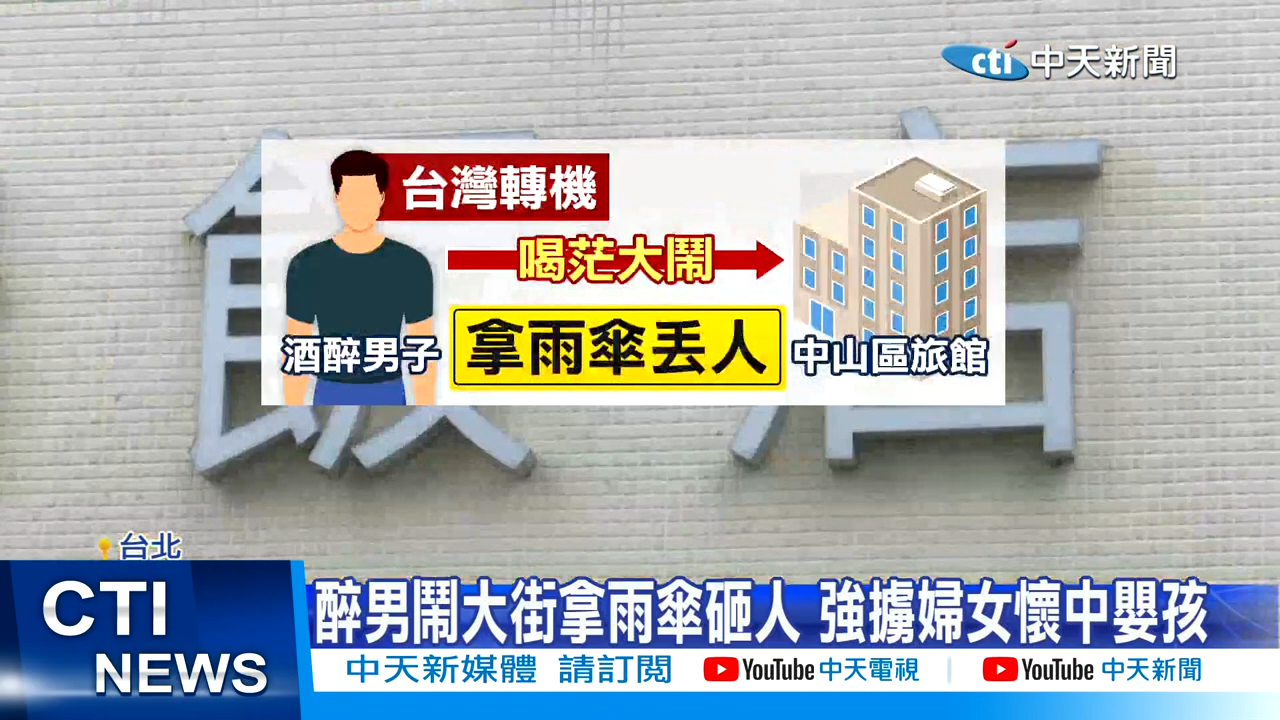 cti 中天新聞
飯店
台灣轉機
喝茫大鬧
拿雨傘丟人
酒醉男子
中山區旅館
台北
CTI
NEWS
醉男鬧大街拿雨傘砸人 強擄婦女懷中嬰孩
中天新媒體 請訂閱 YouTube 中天電視 | YouTube 中天新聞